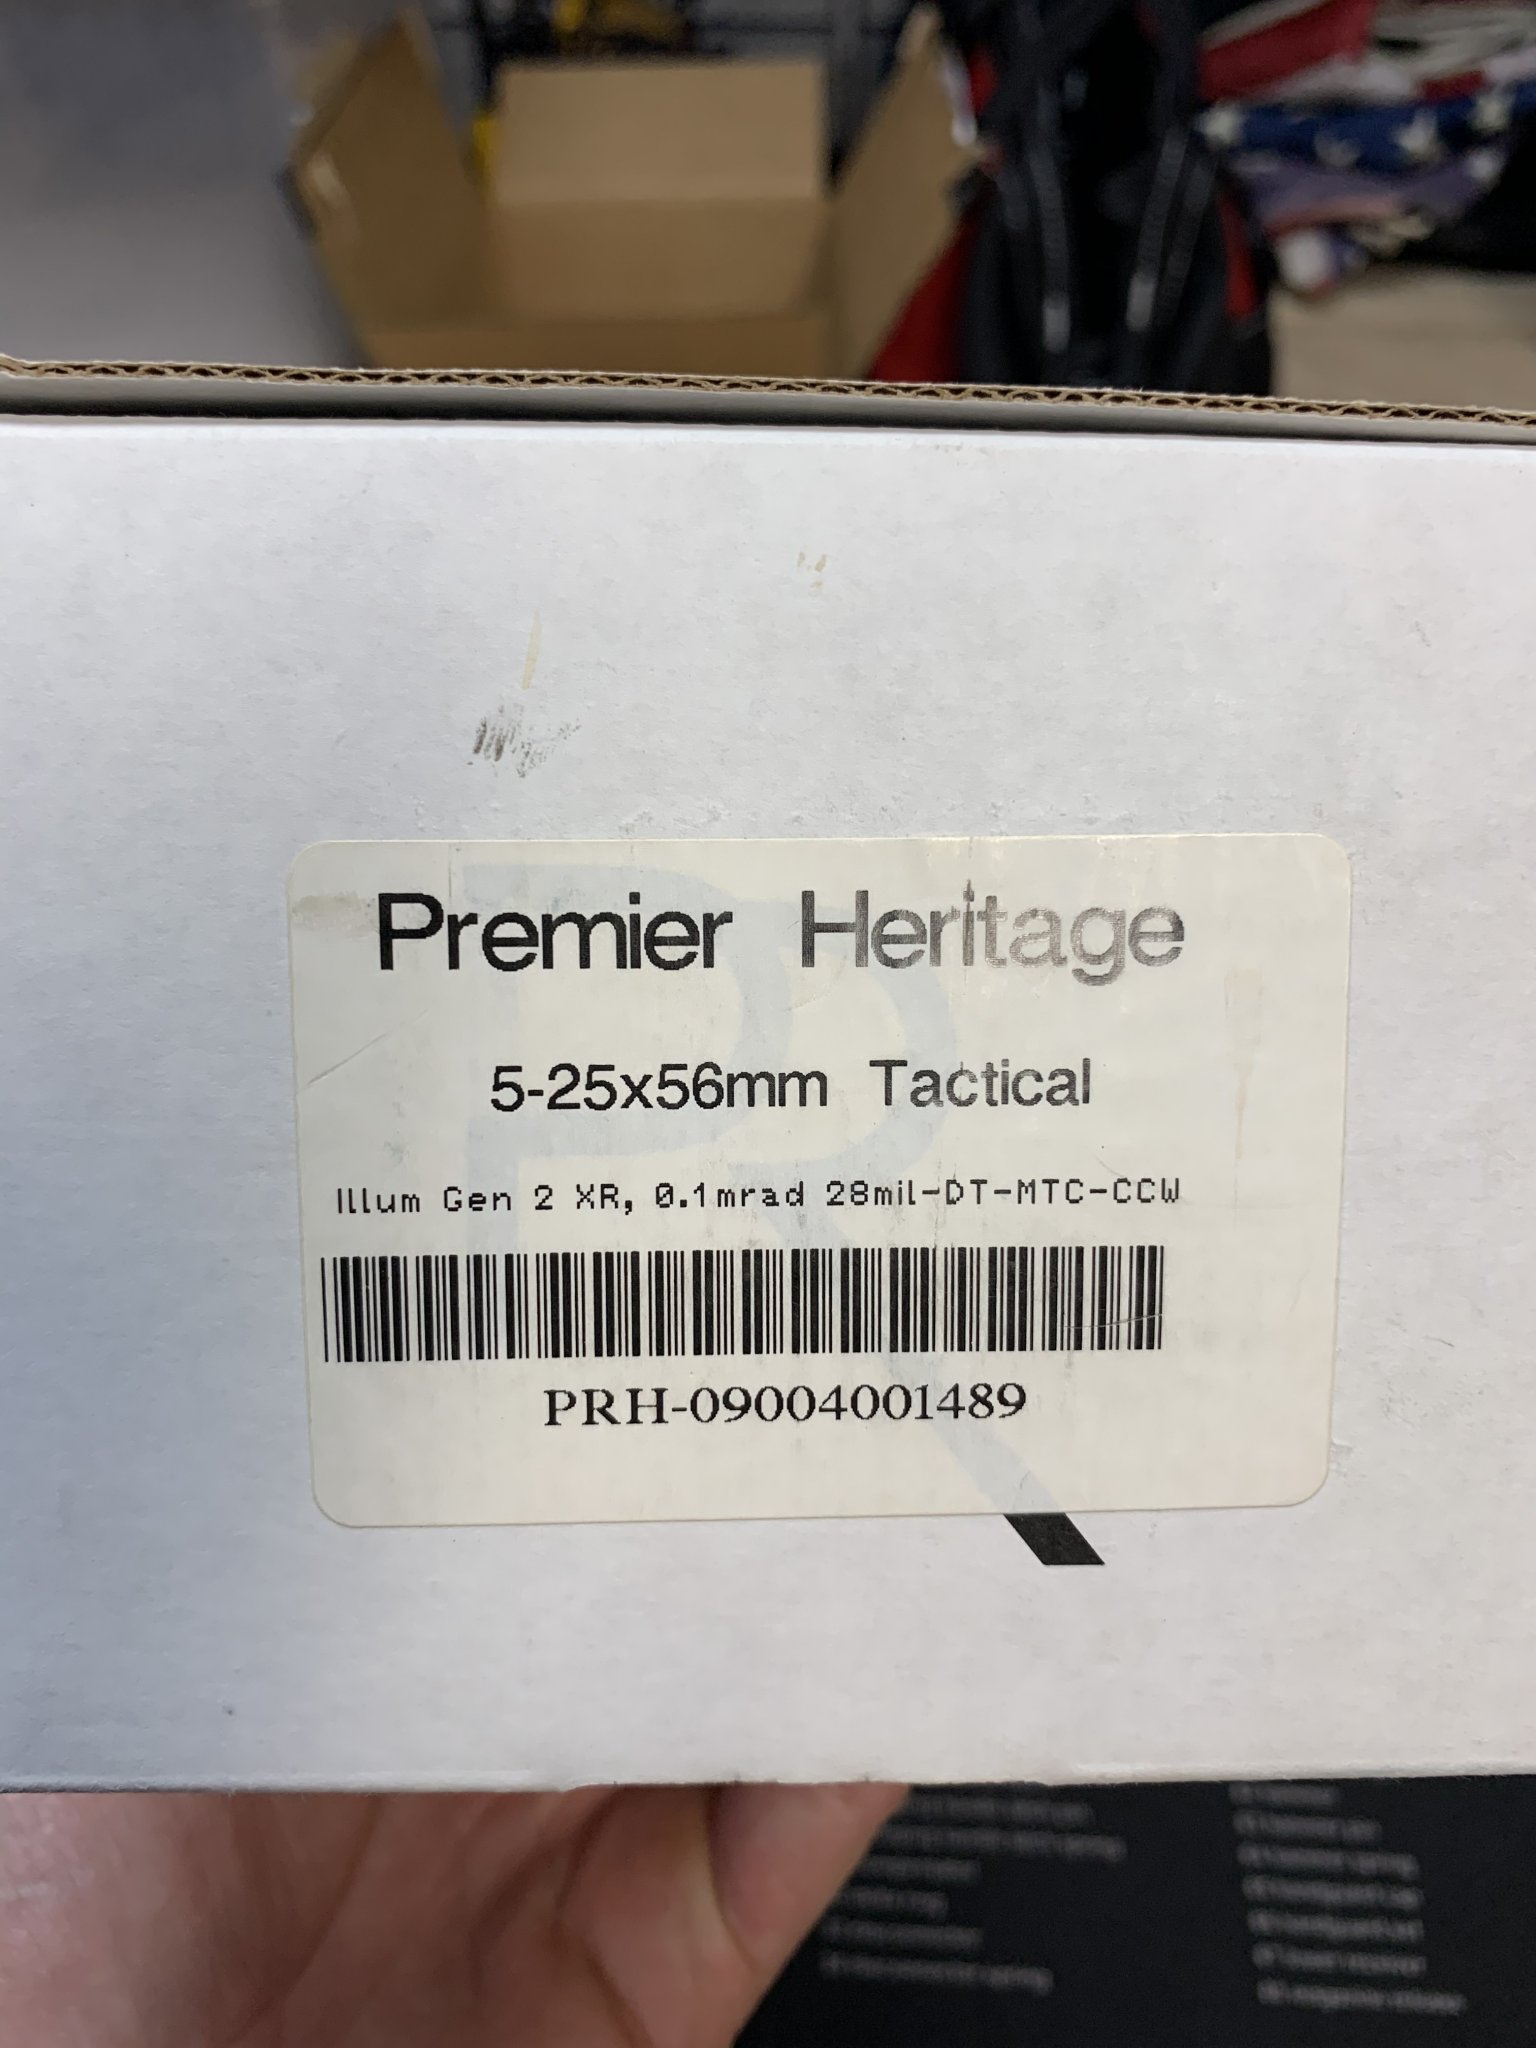 Premier Heritage
5-25x56mm Tactical
Illum Gen 2 XR, 0.1mrad 28mil-DT-MTC-CCW
PRH-09004001489